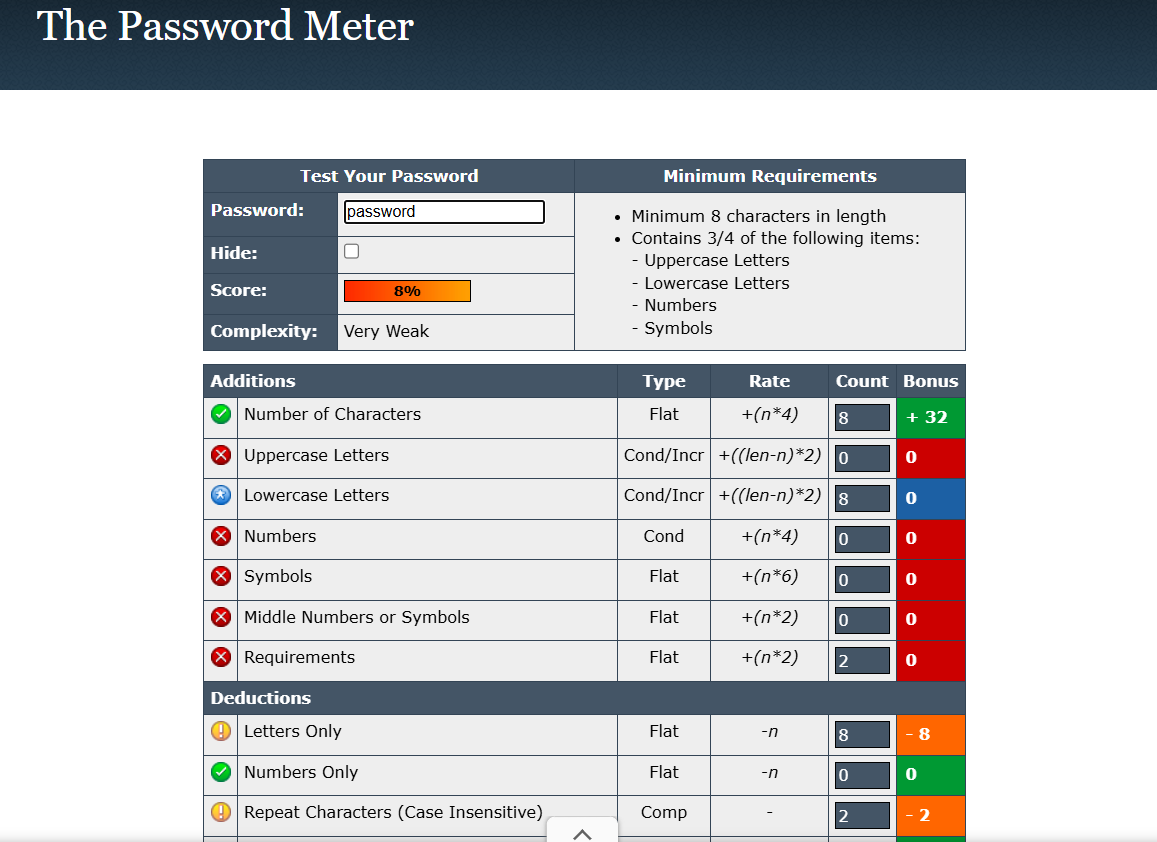 The Password Meter
Test Your Password Minimum Requirements
Password: password
Hide:
Score: 8%
Complexity: Very Weak
• Minimum 8 characters in length
• Contains 3/4 of the following items:
- Uppercase Letters
- Lowercase Letters
- Numbers
- Symbols
Additions Type Rate Count Bonus
Number of Characters Flat +(n*4) 8 + 32
Uppercase Letters Cond/Incr +((len-n)*2) 0 0
Lowercase Letters Cond/Incr +((len-n)*2) 8 0
Numbers Cond +(n*4) 0 0
Symbols Flat +(n*6) 0 0
Middle Numbers or Symbols Flat +(n*2) 0 0
Requirements Flat +(n*2) 2 0
Deductions
Letters Only Flat -n 8 - 8
Numbers Only Flat -n 0 0
Repeat Characters (Case Insensitive) Comp - 2 - 2